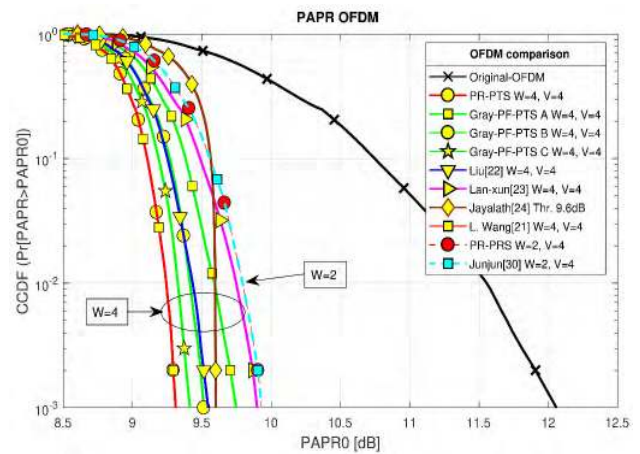 PAPR OFDM
CCDF (Pr[PAPR>PAPR0])
10^0
10^-1
10^-2
10^-3
OFDM comparison
Original-OFDM
PR-PTS W=4, V=4
Gray-PF-PTS A W=4, V=4
Gray-PF-PTS B W=4, V=4
Gray-PF-PTS C W=4, V=4
Liu[22] W=4, V=4
Lan-xun[23] W=4, V=4
Jayalath[24] Thr. 9.6dB
L. Wang[21] W=4, V=4
PR-PRS W=2, V=4
Junjun[30] W=2, V=4
W=2
W=4
8.5 9 9.5 10 10.5 11 11.5 12 12.5
PAPR0 [dB]